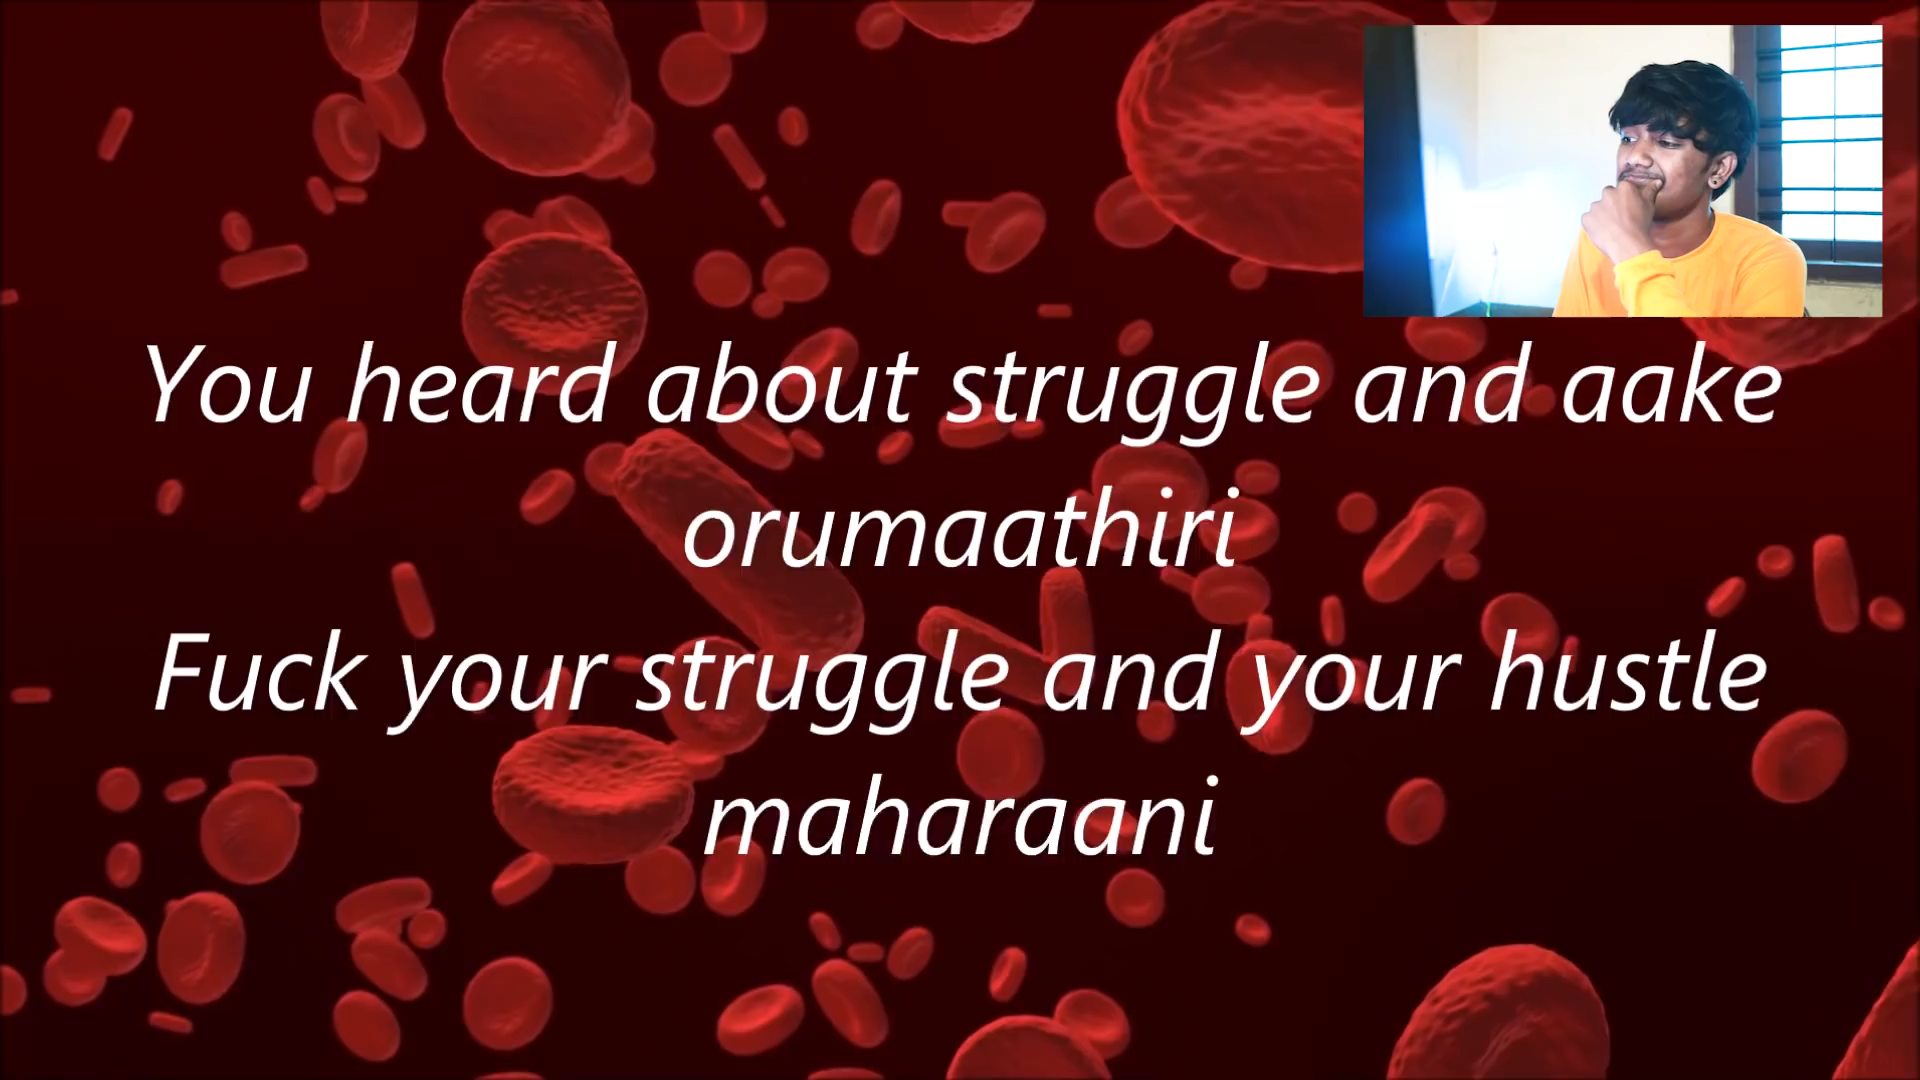 You heard about struggle and aake
orumaathiri
Fuck your struggle and your hustle
maharaani